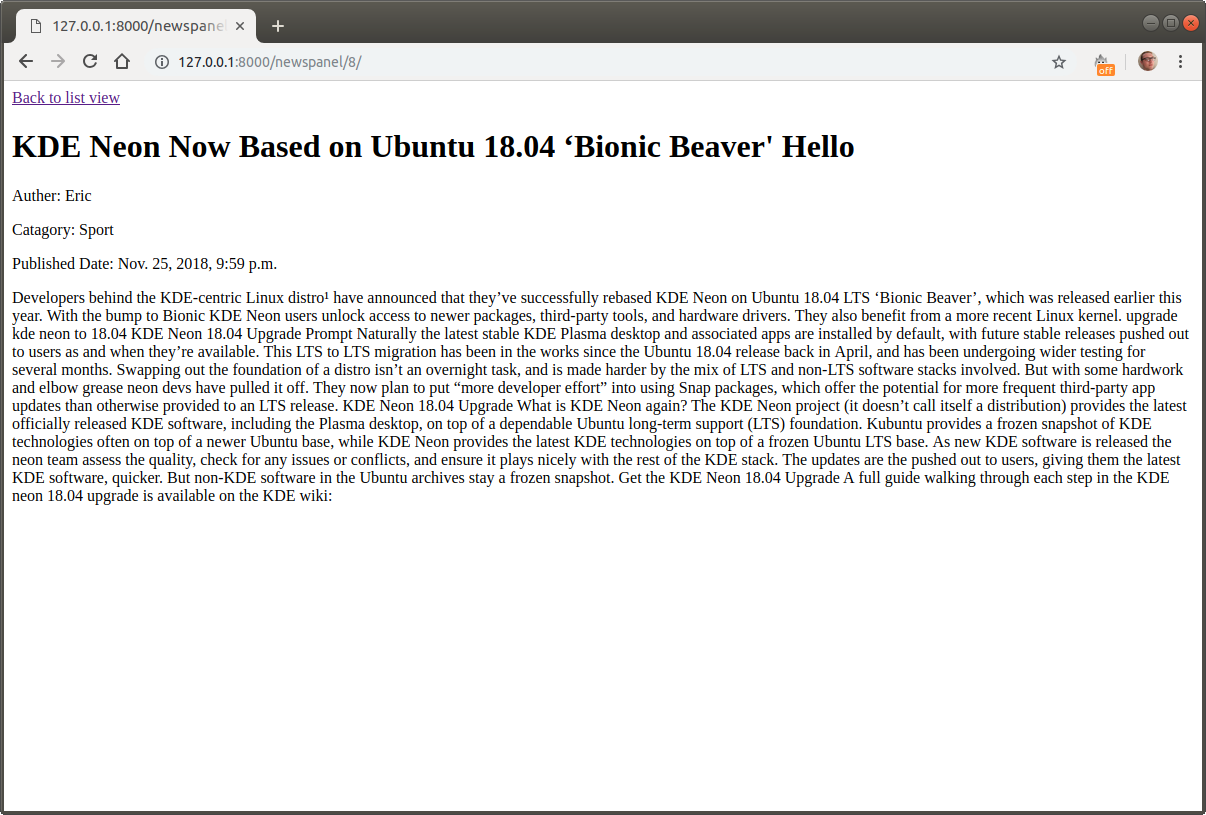 127.0.0.1:8000/newspane
127.0.0.1:8000/newspanel/8/
off
Back to list view
KDE Neon Now Based on Ubuntu 18.04 ‘Bionic Beaver' Hello
Auther: Eric
Catagory: Sport
Published Date: Nov. 25, 2018, 9:59 p.m.
Developers behind the KDE-centric Linux distro¹ have announced that they’ve successfully rebased KDE Neon on Ubuntu 18.04 LTS ‘Bionic Beaver’, which was released earlier this
year. With the bump to Bionic KDE Neon users unlock access to newer packages, third-party tools, and hardware drivers. They also benefit from a more recent Linux kernel. upgrade
kde neon to 18.04 KDE Neon 18.04 Upgrade Prompt Naturally the latest stable KDE Plasma desktop and associated apps are installed by default, with future stable releases pushed out
to users as and when they’re available. This LTS to LTS migration has been in the works since the Ubuntu 18.04 release back in April, and has been undergoing wider testing for
several months. Swapping out the foundation of a distro isn’t an overnight task, and is made harder by the mix of LTS and non-LTS software stacks involved. But with some hardwork
and elbow grease neon devs have pulled it off. They now plan to put “more developer effort” into using Snap packages, which offer the potential for more frequent third-party app
updates than otherwise provided to an LTS release. KDE Neon 18.04 Upgrade What is KDE Neon again? The KDE Neon project (it doesn’t call itself a distribution) provides the latest
officially released KDE software, including the Plasma desktop, on top of a dependable Ubuntu long-term support (LTS) foundation. Kubuntu provides a frozen snapshot of KDE
technologies often on top of a newer Ubuntu base, while KDE Neon provides the latest KDE technologies on top of a frozen Ubuntu LTS base. As new KDE software is released the
neon team assess the quality, check for any issues or conflicts, and ensure it plays nicely with the rest of the KDE stack. The updates are the pushed out to users, giving them the latest
KDE software, quicker. But non-KDE software in the Ubuntu archives stay a frozen snapshot. Get the KDE Neon 18.04 Upgrade A full guide walking through each step in the KDE
neon 18.04 upgrade is available on the KDE wiki: